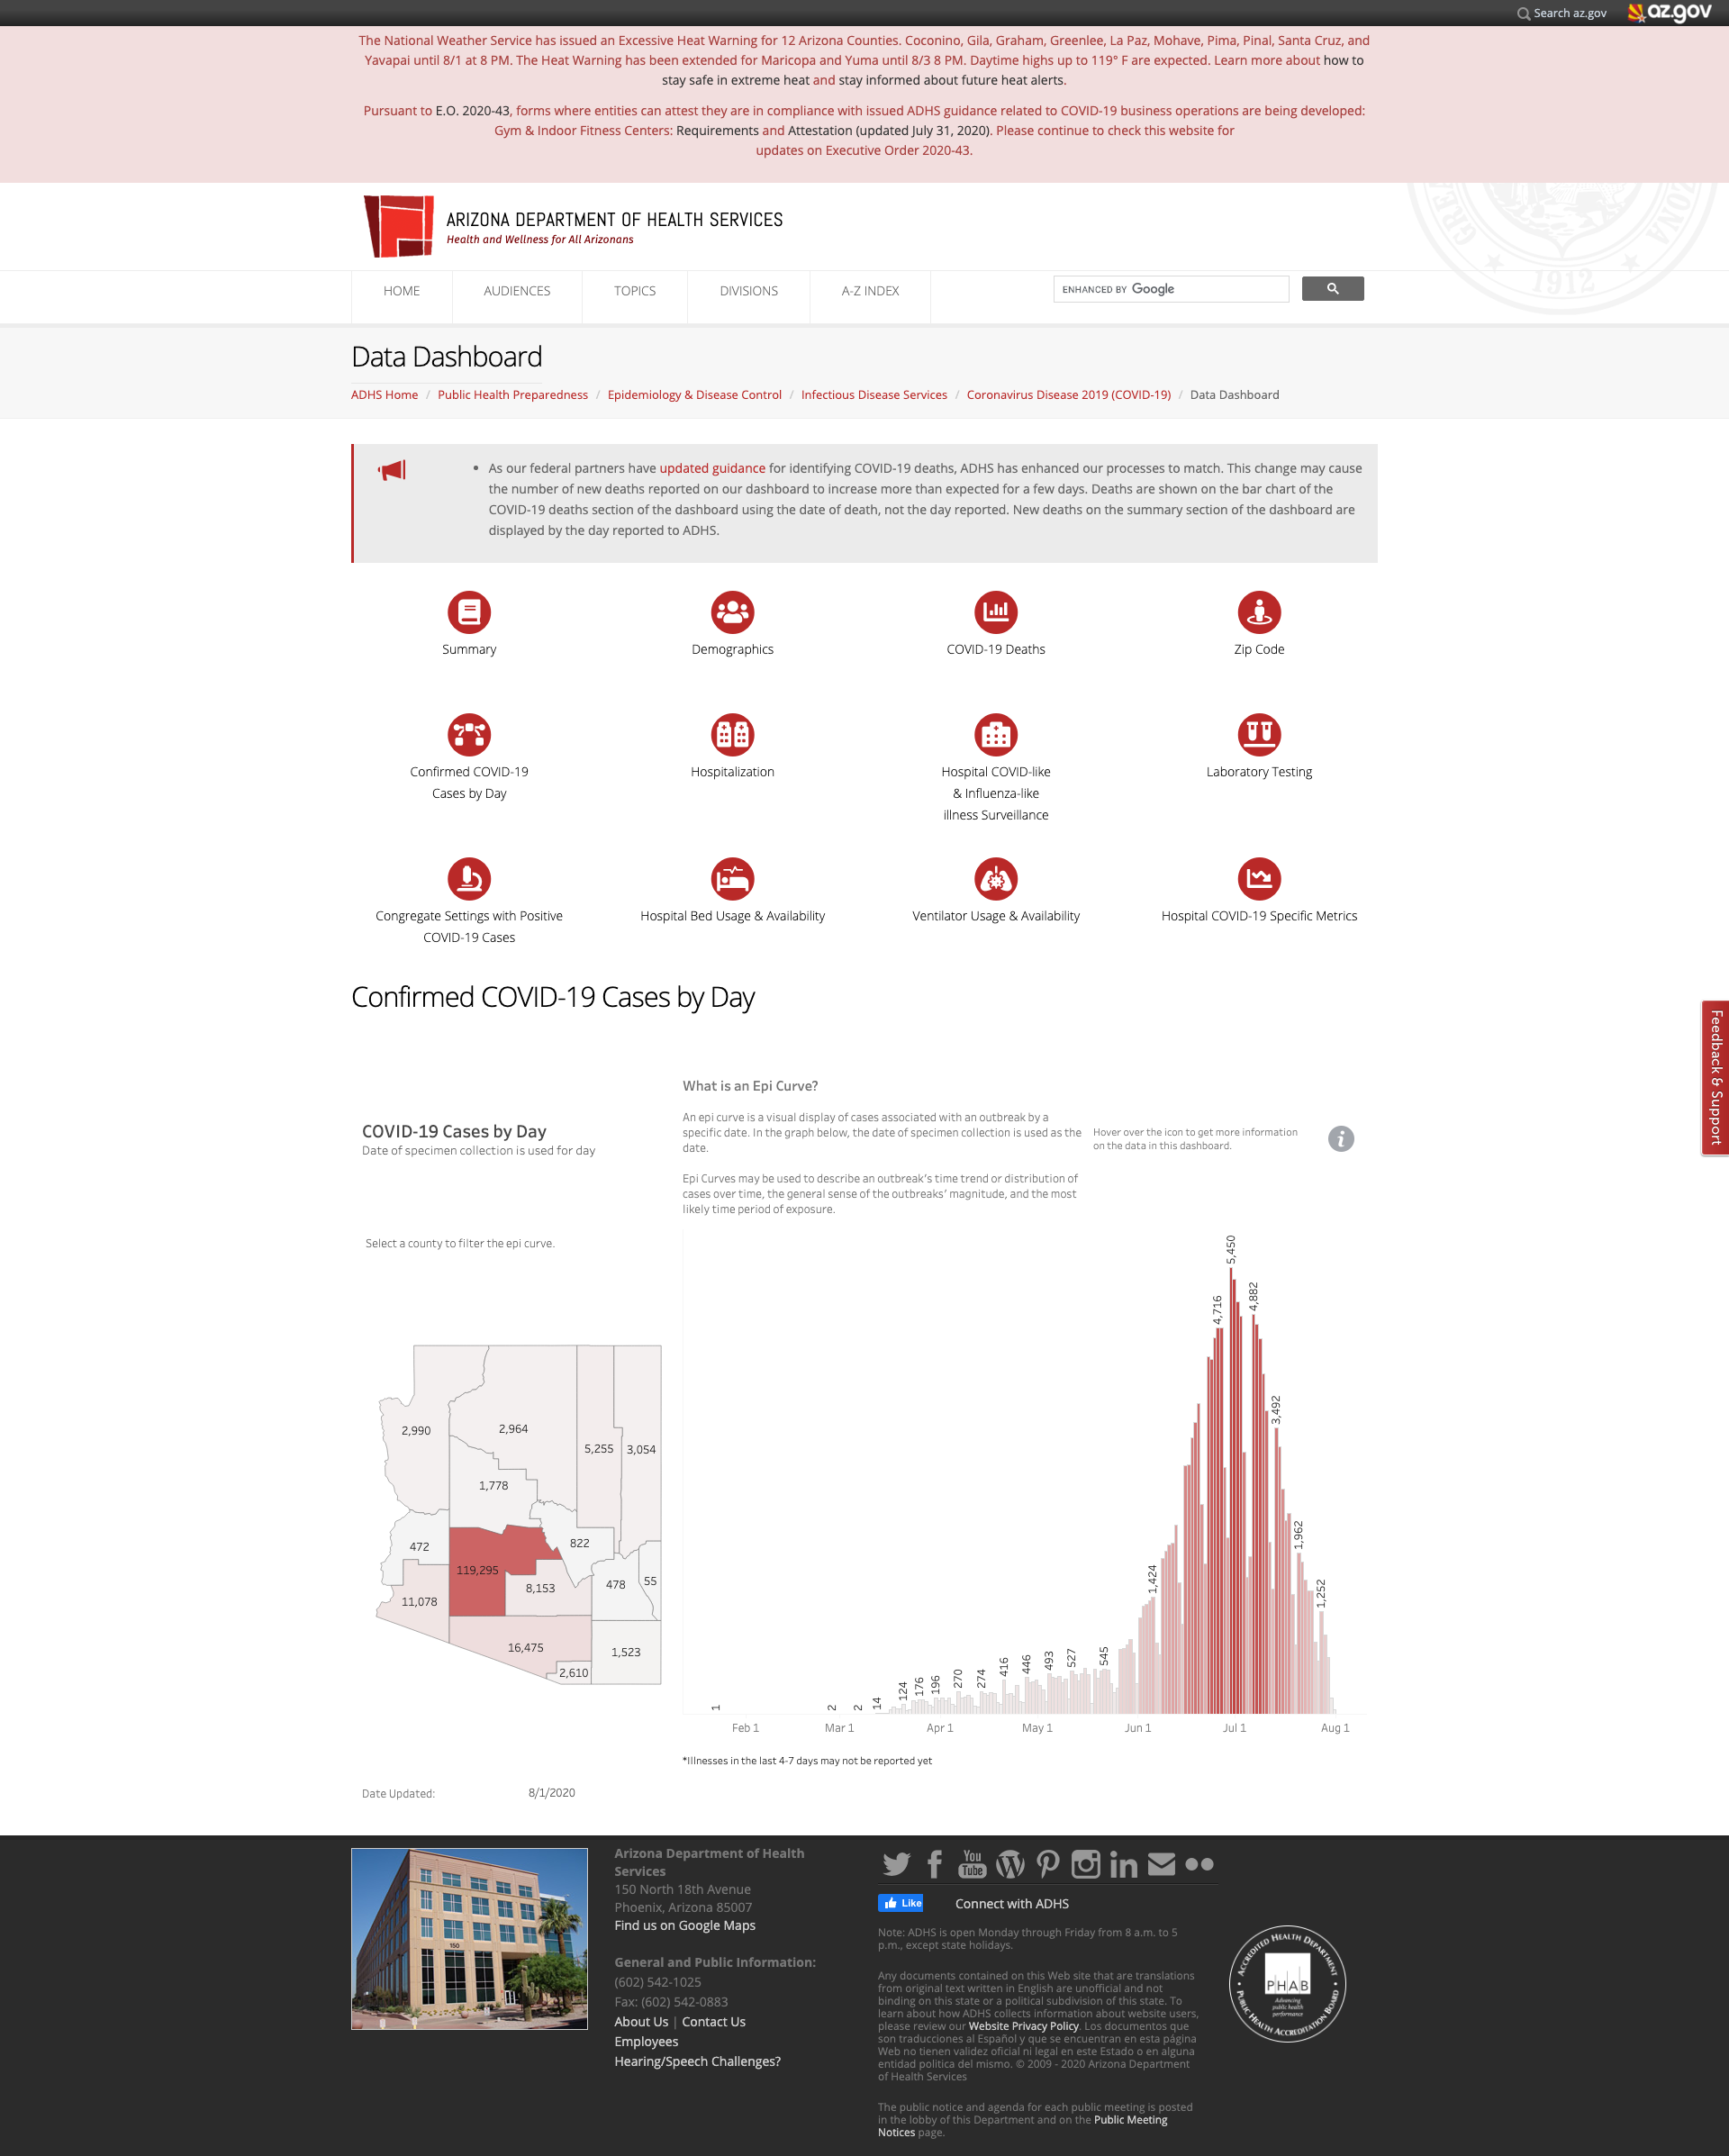 Search az.gov
az.gov
The National Weather Service has issued an Excessive Heat Warning for 12 Arizona Counties. Coconino, Gila, Graham, Greenlee, La Paz, Mohave, Pima, Pinal, Santa Cruz, and
Yavapai until 8/1 at 8 PM. The Heat Warning has been extended for Maricopa and Yuma until 8/3 8 PM. Daytime highs up to 119° F are expected. Learn more about how to
stay safe in extreme heat and stay informed about future heat alerts.
Pursuant to E.O. 2020-43, forms where entities can attest they are in compliance with issued ADHS guidance related to COVID-19 business operations are being developed:
Gym & Indoor Fitness Centers: Requirements and Attestation (updated July 31, 2020). Please continue to check this website for
updates on Executive Order 2020-43.
ARIZONA DEPARTMENT OF HEALTH SERVICES
Health and Wellness for All Arizonans
1912
HOME
AUDIENCES
TOPICS
DIVISIONS
A-Z INDEX
ENHANCED BY Google
Data Dashboard
ADHS Home / Public Health Preparedness / Epidemiology & Disease Control / Infectious Disease Services / Coronavirus Disease 2019 (COVID-19) / Data Dashboard
• As our federal partners have updated guidance for identifying COVID-19 deaths, ADHS has enhanced our processes to match. This change may cause
the number of new deaths reported on our dashboard to increase more than expected for a few days. Deaths are shown on the bar chart of the
COVID-19 deaths section of the dashboard using the date of death, not the day reported. New deaths on the summary section of the dashboard are
displayed by the day reported to ADHS.
Summary
Demographics
COVID-19 Deaths
Zip Code
Confirmed COVID-19
Cases by Day
Hospitalization
Hospital COVID-like
& Influenza-like
illness Surveillance
Laboratory Testing
Congregate Settings with Positive
COVID-19 Cases
Hospital Bed Usage & Availability
Ventilator Usage & Availability
Hospital COVID-19 Specific Metrics
Confirmed COVID-19 Cases by Day
Feedback & Support
COVID-19 Cases by Day
Date of specimen collection is used for day
What is an Epi Curve?
An epi curve is a visual display of cases associated with an outbreak by a
specific date. In the graph below, the date of specimen collection is used as the
date.
Epi Curves may be used to describe an outbreak's time trend or distribution of
cases over time, the general sense of the outbreaks' magnitude, and the most
likely time period of exposure.
Hover over the icon to get more information
on the data in this dashboard.
Select a county to filter the epi curve.
2,990
2,964
5,255
3,054
1,778
472
822
119,295
8,153
478
55
11,078
16,475
1,523
2,610
1
2
2
14
124
176
196
270
274
416
446
493
527
545
1,424
4,716
5,450
4,882
3,492
1,962
1,252
Feb 1
Mar 1
Apr 1
May 1
Jun 1
Jul 1
Aug 1
*Illnesses in the last 4-7 days may not be reported yet
Date Updated:
8/1/2020
150
Arizona Department of Health
Services
150 North 18th Avenue
Phoenix, Arizona 85007
Find us on Google Maps
General and Public Information:
(602) 542-1025
Fax: (602) 542-0883
About Us | Contact Us
Employees
Hearing/Speech Challenges?
You
Tube
Like
Connect with ADHS
Note: ADHS is open Monday through Friday from 8 a.m. to 5
p.m., except state holidays.
Any documents contained on this Web site that are translations
from original text written in English are unofficial and not
binding on this state or a political subdivision of this state. To
learn about how ADHS collects information about website users,
please review our Website Privacy Policy. Los documentos que
son traducciones al Español y que se encuentran en esta página
Web no tienen validez oficial ni legal en este Estado o en alguna
entidad politica del mismo. © 2009 - 2020 Arizona Department
of Health Services
The public notice and agenda for each public meeting is posted
in the lobby of this Department and on the Public Meeting
Notices page.
ACCREDITED HEALTH DEPARTMENT
PHAB
Advancing
public health
performance
PUBLIC HEALTH ACCREDITATION BOARD